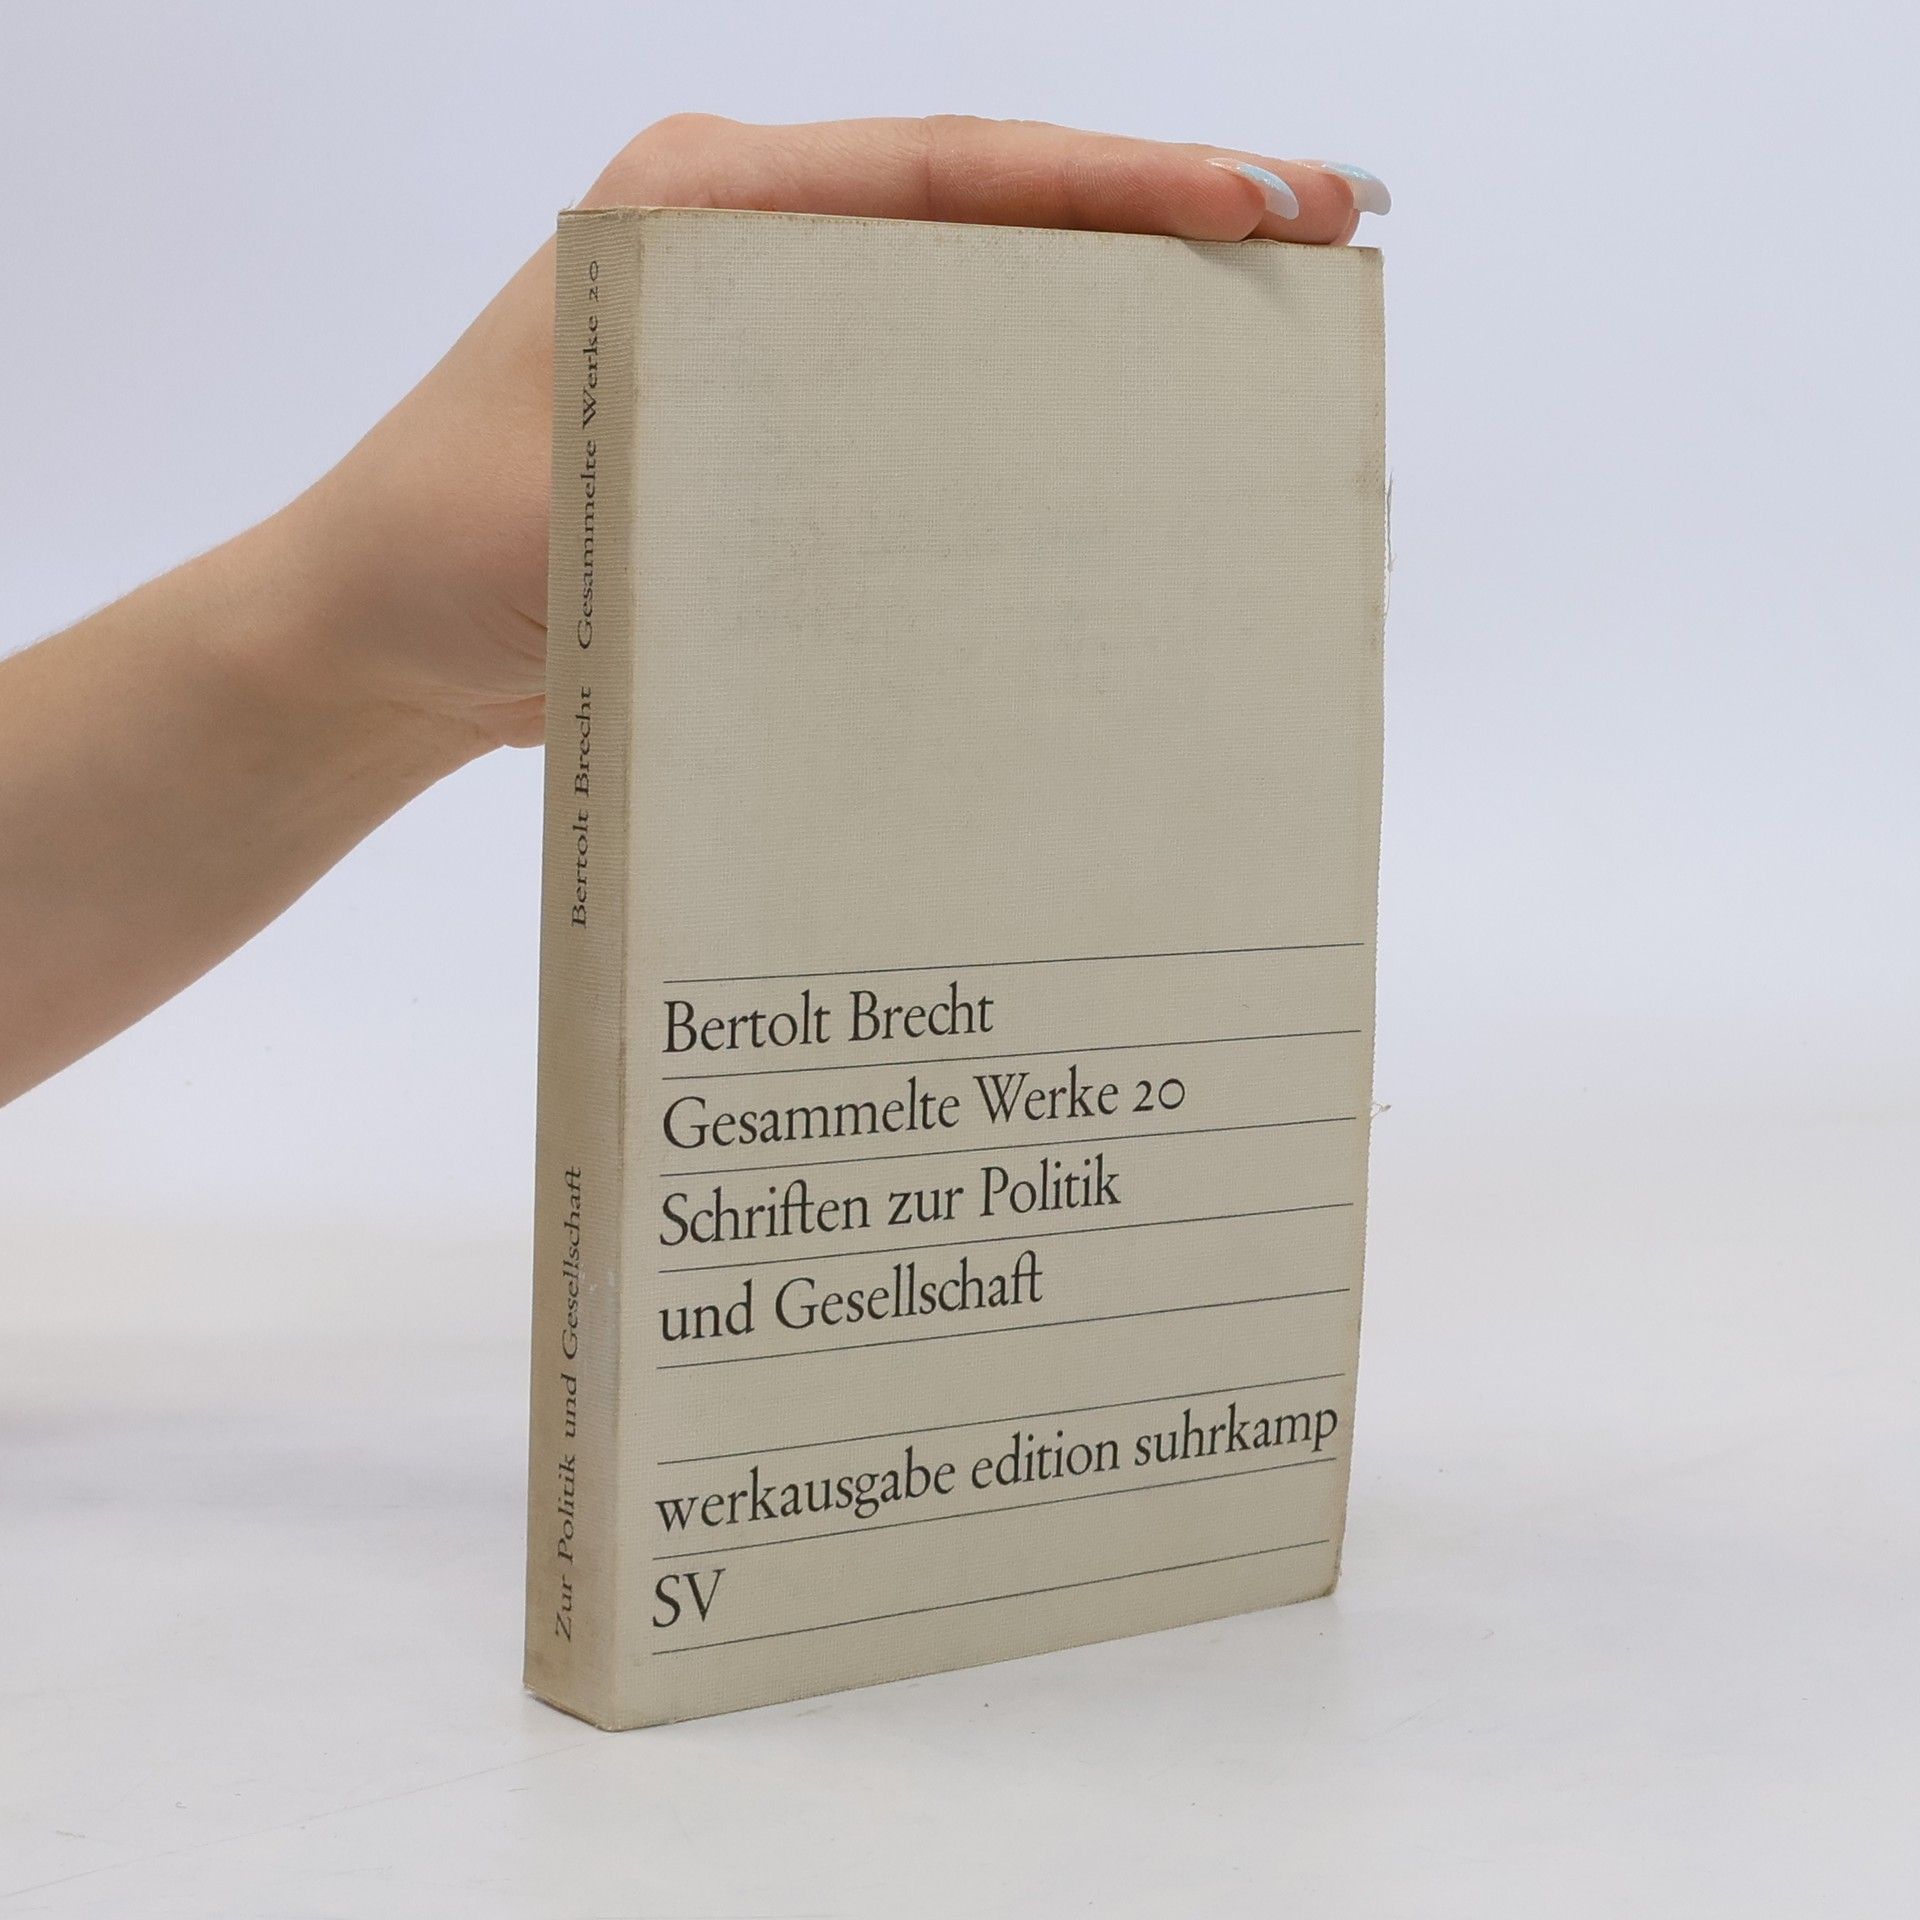 Zur Politik und Gesellschaft Bertolt Brecht Gesammelte Werke 20
Bertolt Brecht
Gesammelte Werke 20
Schriften zur Politik
und Gesellschaft
werkausgabe edition suhrkamp
SV